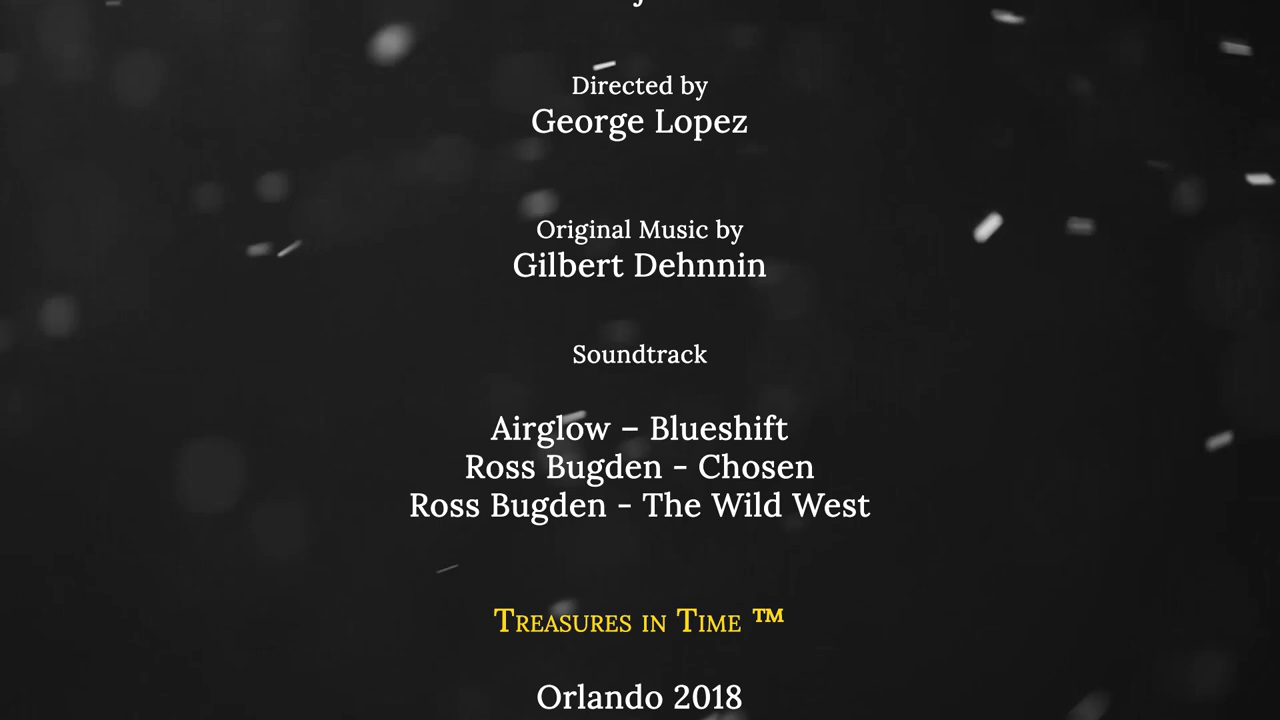 Directed by
George Lopez
Original Music by
Gilbert Dehnnin
Soundtrack
Airglow – Blueshift
Ross Bugden - Chosen
Ross Bugden - The Wild West
Treasures in Time ™
Orlando 2018